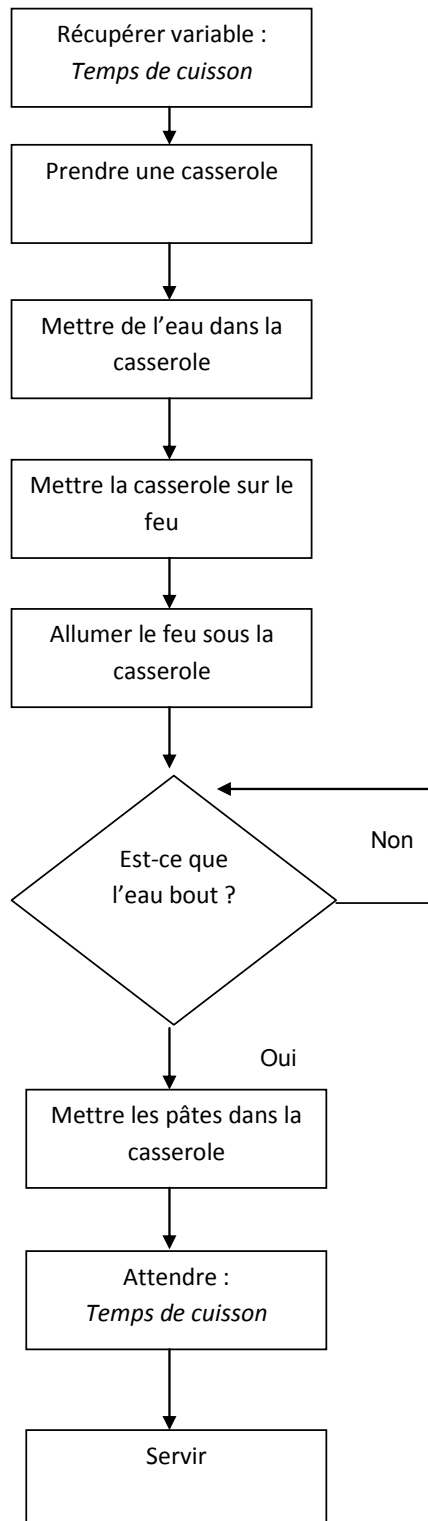 Récupérer variable :
Temps de cuisson
Prendre une casserole
Mettre de l’eau dans la
casserole
Mettre la casserole sur le
feu
Allumer le feu sous la
casserole
Est-ce que
l’eau bout ?
Non
Oui
Mettre les pâtes dans la
casserole
Attendre :
Temps de cuisson
Servir